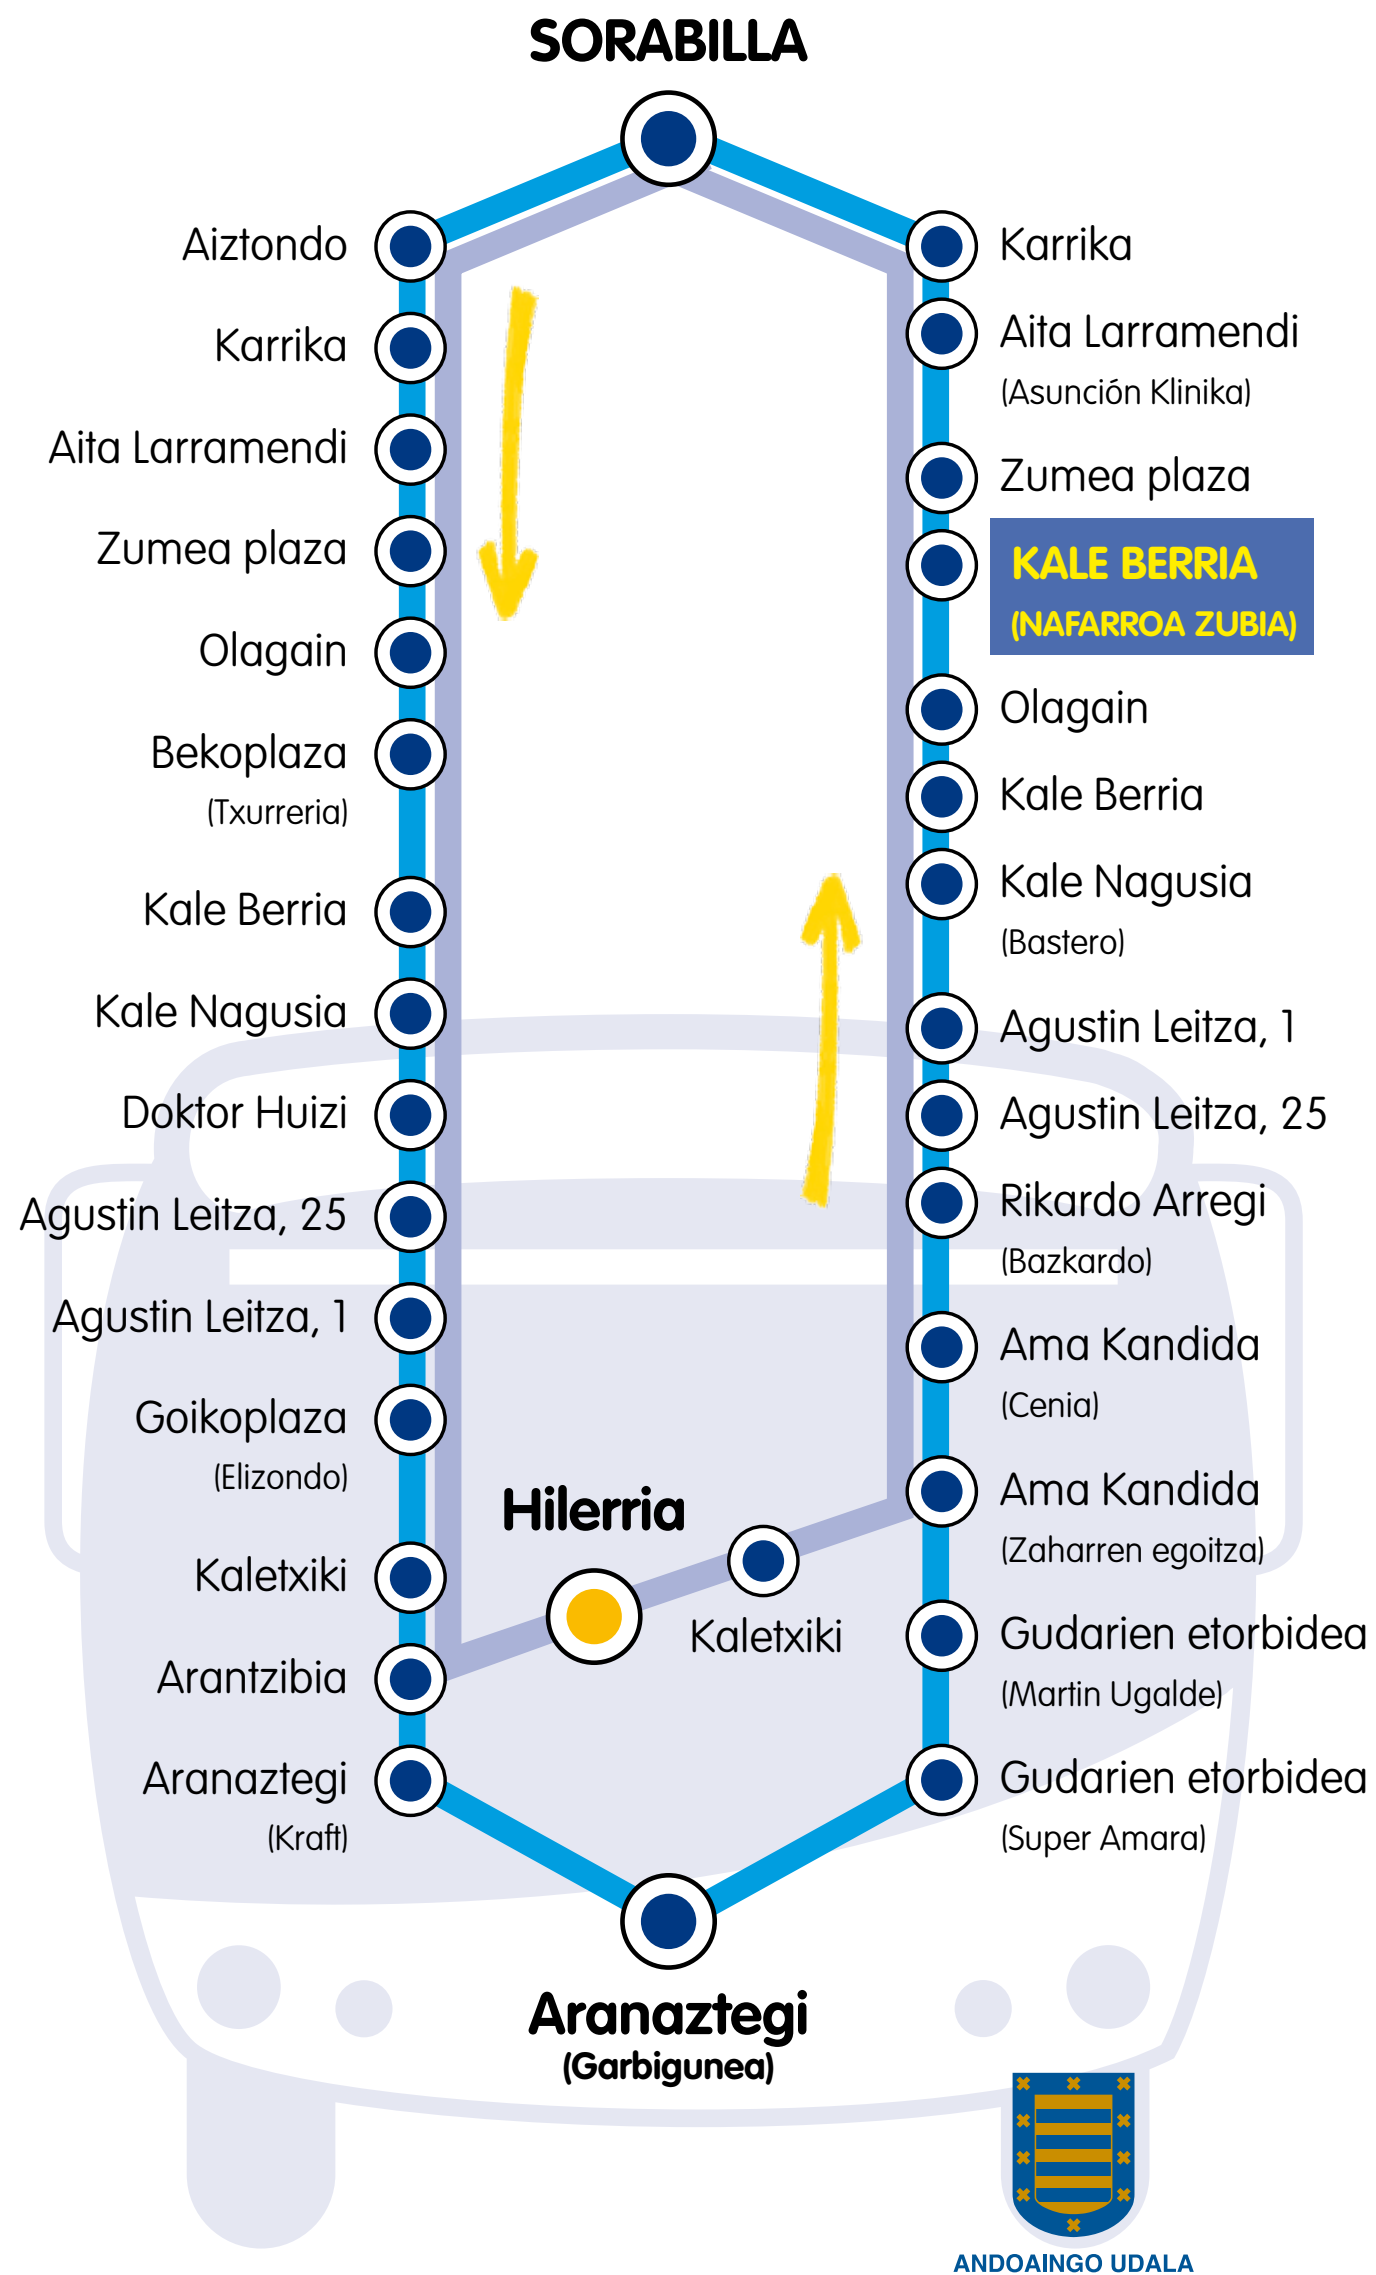 SORABILLA
Aiztondo
Karrika
Aita Larramendi
Zumea plaza
Olagain
Bekoplaza
(Txurreria)
Kale Berria
Kale Nagusia
Doktor Huizi
Agustin Leitza, 25
Agustin Leitza, 1
Goikoplaza
(Elizondo)
Kaletxiki
Arantzibia
Aranaztegi
(Kraft)
Hilerria
Kaletxiki
Karrika
Aita Larramendi
(Asunción Klinika)
Zumea plaza
KALE BERRIA
(NAFARROA ZUBIA)
Olagain
Kale Berria
Kale Nagusia
(Bastero)
Agustin Leitza, 1
Agustin Leitza, 25
Rikardo Arregi
(Bazkardo)
Ama Kandida
(Cenia)
Ama Kandida
(Zaharren egoitza)
Gudarien etorbidea
(Martin Ugalde)
Gudarien etorbidea
(Super Amara)
Aranaztegi
(Garbigunea)
ANDOAINGO UDALA